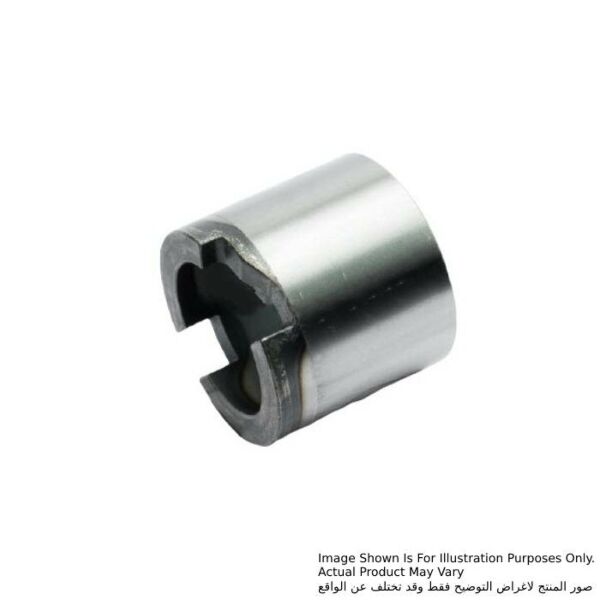 Image Shown Is For Illustration Purposes Only.
Actual Product May Vary
صور المنتج لاغراض التوضيح فقط وقد تختلف عن الواقع